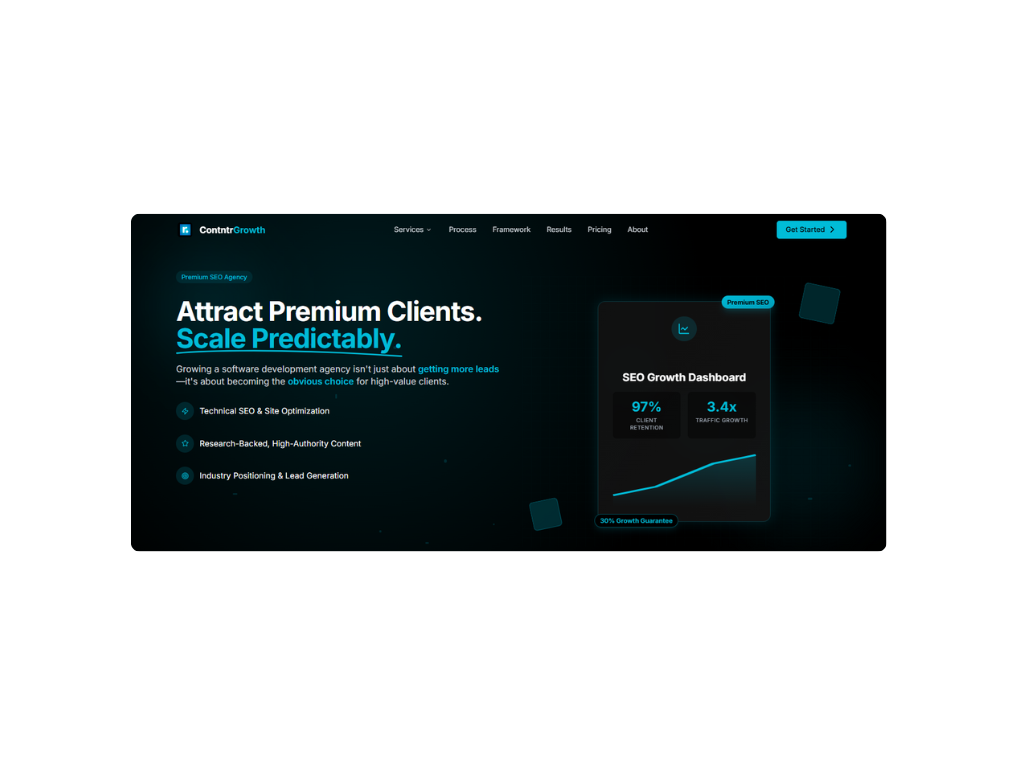 ContntrGrowth
Services
Process
Framework
Results
Pricing
About
Get Started
Premium SEO Agency
Attract Premium Clients.
Scale Predictably.
Growing a software development agency isn't just about getting more leads
—it's about becoming the obvious choice for high-value clients.
Technical SEO & Site Optimization
Research-Backed, High-Authority Content
Industry Positioning & Lead Generation
Premium SEO
SEO Growth Dashboard
97%
CLIENT
RETENTION
3.4x
TRAFFIC GROWTH
30% Growth Guarantee